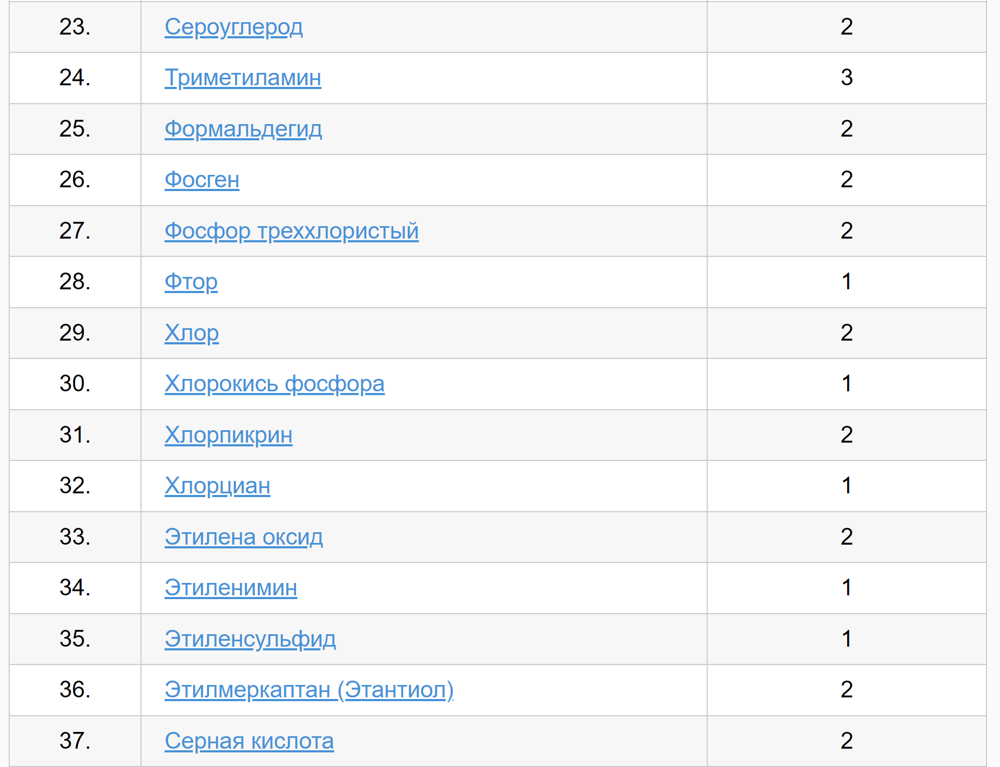 23. Сероуглерод 2
24. Триметиламин 3
25. Формальдегид 2
26. Фосген 2
27. Фосфор треххлористый 2
28. Фтор 1
29. Хлор 2
30. Хлорокись фосфора 1
31. Хлорпикрин 2
32. Хлорциан 1
33. Этилена оксид 2
34. Этиленимин 1
35. Этиленсульфид 1
36. Этилмеркаптан (Этантиол) 2
37. Серная кислота 2